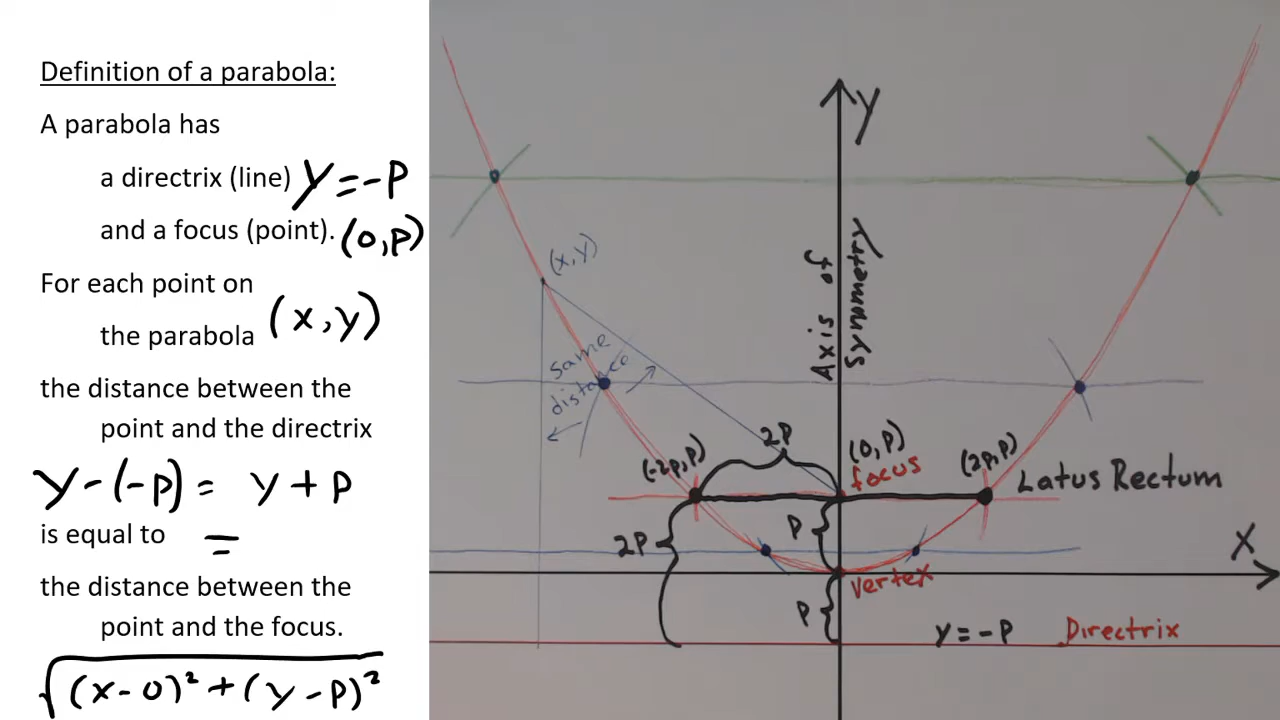 Definition of a parabola:
A parabola has
a directrix (line) y = -P
and a focus (point). (0,P)
For each point on
the parabola (x,y)
the distance between the
point and the directrix
y-(-p) = y + p
is equal to =
the distance between the
point and the focus.
√(x-0)² + (y-P)²
Y
Axis of
Symmetry
(x,y)
same
distance
2P
(-2P,P)
(0,P)
focus
(2P,P)
Latus Rectum
2P
P
X
vertex
P
y = -P
Directrix